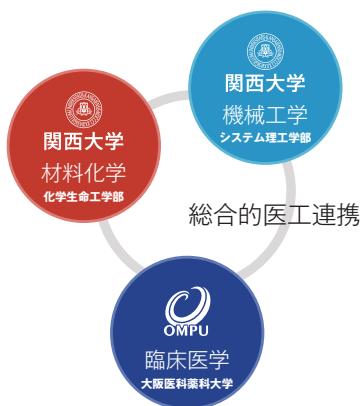 関西大学
機械工学
システム理工学部
関西大学
材料化学
化学生命工学部
総合的医工連携
OMPU
臨床医学
大阪医科薬科大学